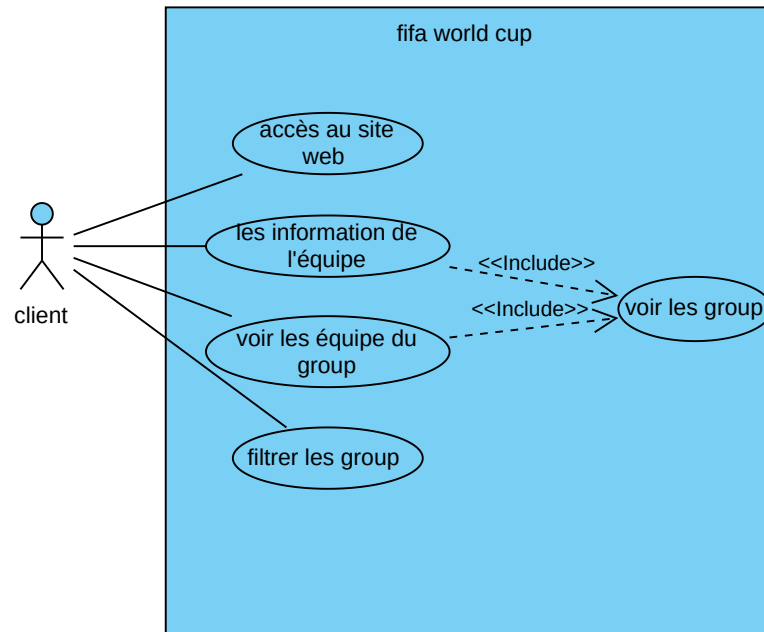 fifa world cup
accès au site
web
les information de
l'équipe
<<Include>>
<<Include>>
voir les group
client
voir les équipe du
group
filtrer les group